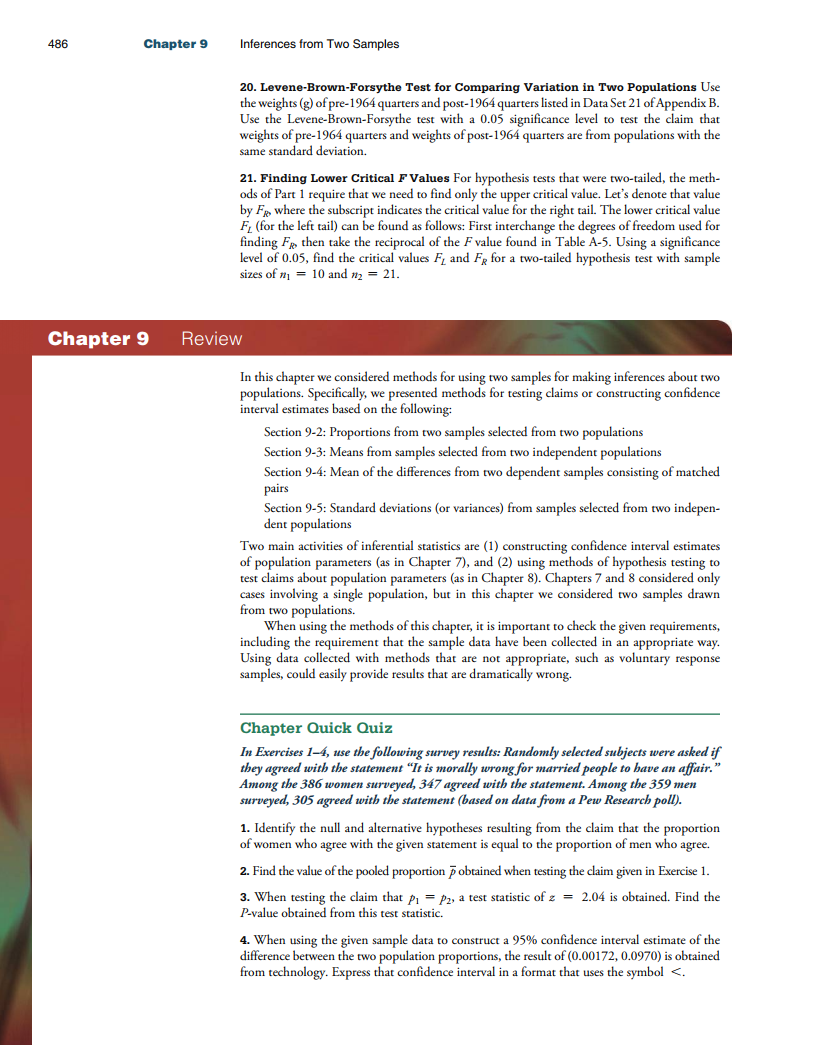 486 Chapter 9 Inferences from Two Samples
20. Levene-Brown-Forsythe Test for Comparing Variation in Two Populations Use
the weights (g) of pre-1964 quarters and post-1964 quarters listed in Data Set 21 of Appendix B.
Use the Levene-Brown-Forsythe test with a 0.05 significance level to test the claim that
weights of pre-1964 quarters and weights of post-1964 quarters are from populations with the
same standard deviation.
21. Finding Lower Critical F Values For hypothesis tests that were two-tailed, the meth-
ods of Part 1 require that we need to find only the upper critical value. Let's denote that value
by F_R, where the subscript indicates the critical value for the right tail. The lower critical value
F_L (for the left tail) can be found as follows: First interchange the degrees of freedom used for
finding F_R, then take the reciprocal of the F value found in Table A-5. Using a significance
level of 0.05, find the critical values F_L and F_R for a two-tailed hypothesis test with sample
sizes of n₁ = 10 and n₂ = 21.
Chapter 9 Review
In this chapter we considered methods for using two samples for making inferences about two
populations. Specifically, we presented methods for testing claims or constructing confidence
interval estimates based on the following:
Section 9-2: Proportions from two samples selected from two populations
Section 9-3: Means from samples selected from two independent populations
Section 9-4: Mean of the differences from two dependent samples consisting of matched
pairs
Section 9-5: Standard deviations (or variances) from samples selected from two indepen-
dent populations
Two main activities of inferential statistics are (1) constructing confidence interval estimates
of population parameters (as in Chapter 7), and (2) using methods of hypothesis testing to
test claims about population parameters (as in Chapter 8). Chapters 7 and 8 considered only
cases involving a single population, but in this chapter we considered two samples drawn
from two populations.
When using the methods of this chapter, it is important to check the given requirements,
including the requirement that the sample data have been collected in an appropriate way.
Using data collected with methods that are not appropriate, such as voluntary response
samples, could easily provide results that are dramatically wrong.
Chapter Quick Quiz
In Exercises 1–4, use the following survey results: Randomly selected subjects were asked if
they agreed with the statement “It is morally wrong for married people to have an affair.”
Among the 386 women surveyed, 347 agreed with the statement. Among the 359 men
surveyed, 305 agreed with the statement (based on data from a Pew Research poll).
1. Identify the null and alternative hypotheses resulting from the claim that the proportion
of women who agree with the given statement is equal to the proportion of men who agree.
2. Find the value of the pooled proportion p̄ obtained when testing the claim given in Exercise 1.
3. When testing the claim that p₁ = p₂, a test statistic of z = 2.04 is obtained. Find the
P-value obtained from this test statistic.
4. When using the given sample data to construct a 95% confidence interval estimate of the
difference between the two population proportions, the result of (0.00172, 0.0970) is obtained
from technology. Express that confidence interval in a format that uses the symbol <.